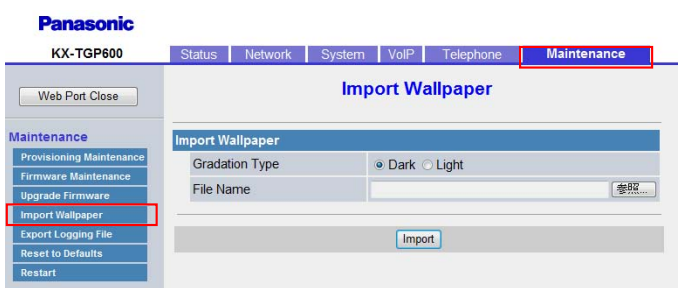 Panasonic
KX-TGP600
Status Network System VoIP Telephone Maintenance
Web Port Close
Import Wallpaper
Maintenance
Provisioning Maintenance
Firmware Maintenance
Upgrade Firmware
Import Wallpaper
Export Logging File
Reset to Defaults
Restart
Import Wallpaper
Gradation Type Dark Light
File Name 参照...
Import